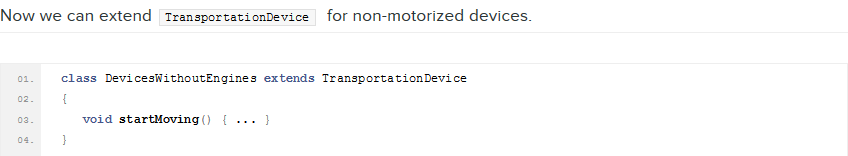 Now we can extend TransportationDevice for non-motorized devices.
01. class DevicesWithoutEngines extends TransportationDevice
02. {
03. void startMoving() { ... }
04. }